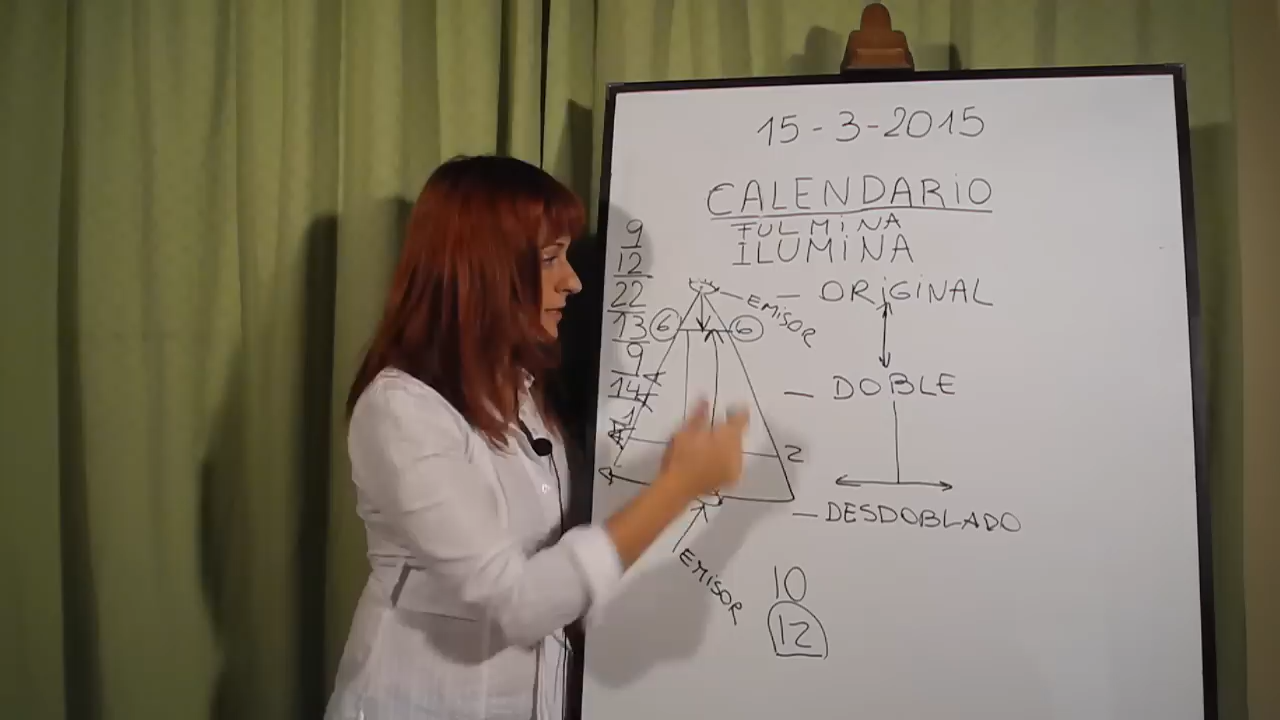 15-3-2015
CALENDARiO
FULMiNA
ILUMiNA
9
12
22
13
9
14
6
6
EMiSOR
– ORiGiNAL
– DOBLE
2
– DESDOBLADO
EMiSOR
10
12